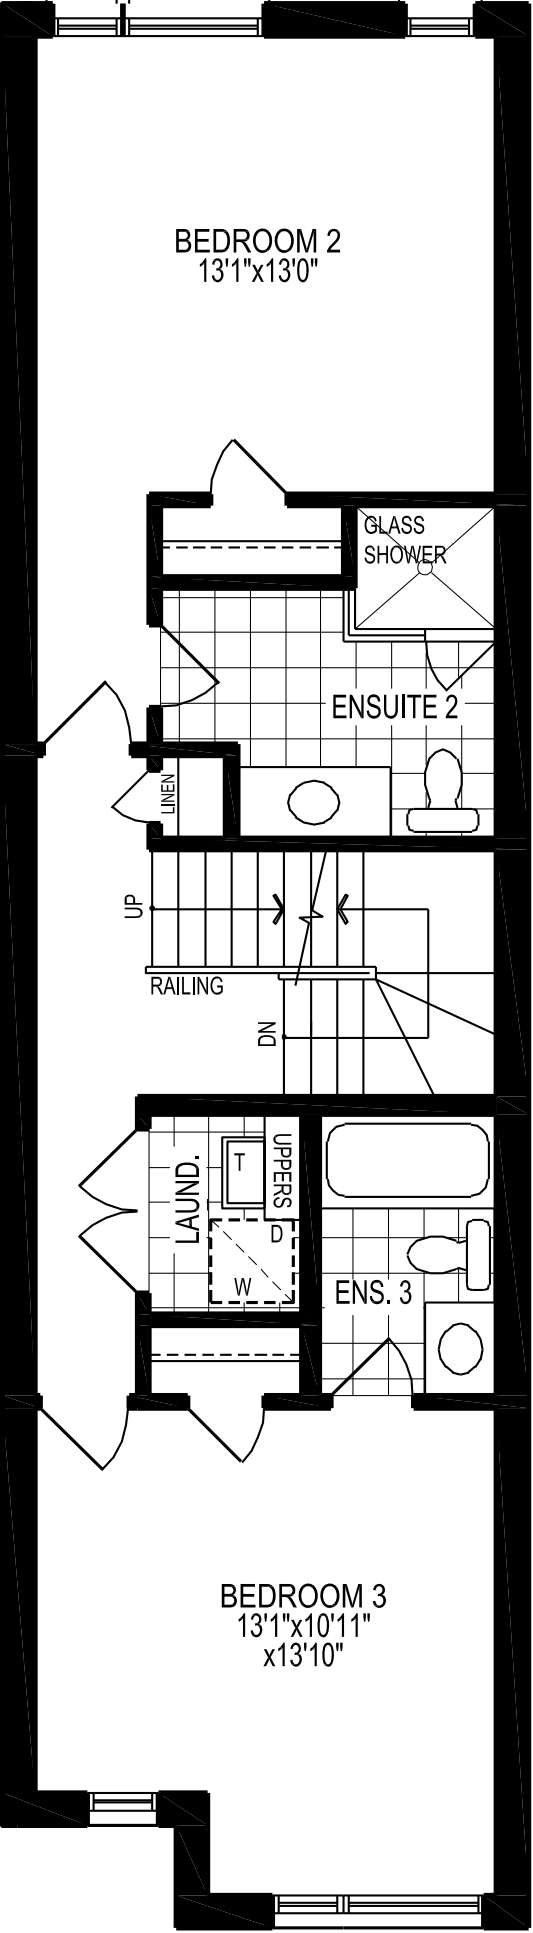 BEDROOM 2
13'1"x13'0"
GLASS
SHOWER
ENSUITE 2
LINEN
UP
RAILING
DN
LAUND.
T
UPPERS
D
W
ENS. 3
BEDROOM 3
13'1"x10'11"
x13'10"